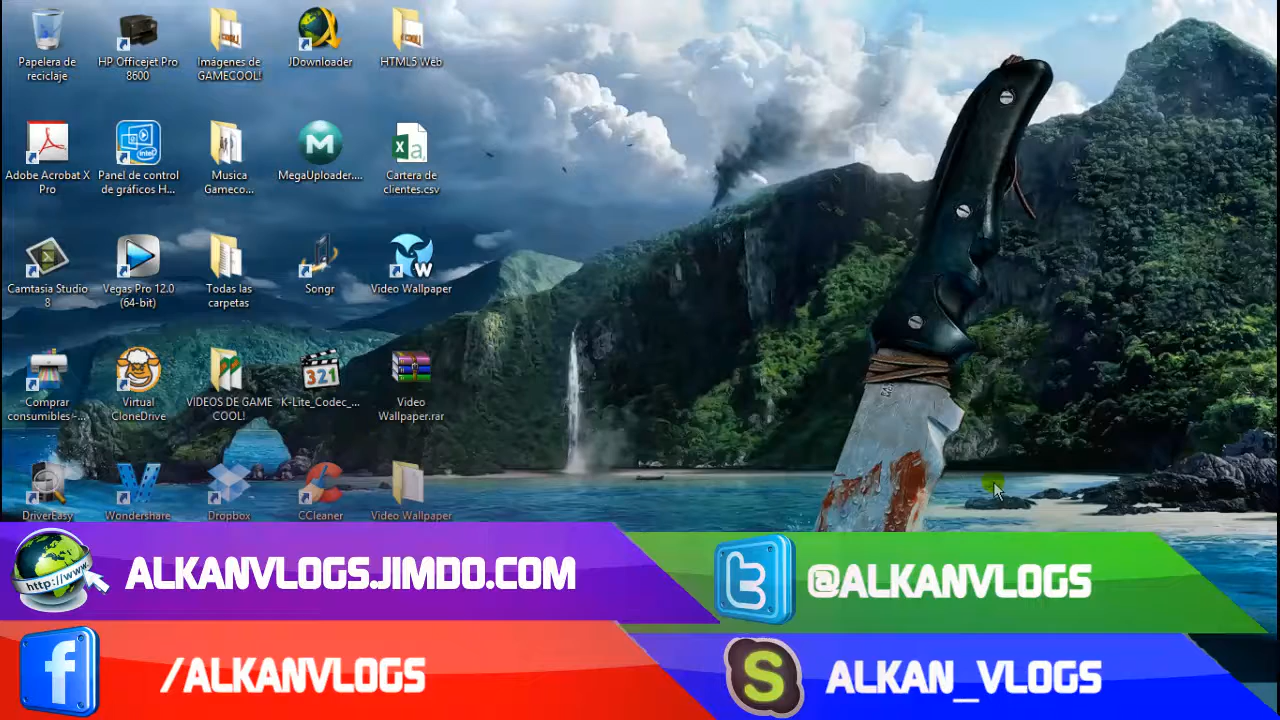 Papelera de
reciclaje
HP Officejet Pro
8600
Imágenes de
GAMECOOL!
JDownloader
HTML5 Web
Adobe Acrobat X
Pro
Panel de control
de gráficos H...
Musica
Gameco...
MegaUploader....
Cartera de
clientes.csv
Camtasia Studio
8
Vegas Pro 12.0
(64-bit)
Todas las
carpetas
Songr
Video Wallpaper
Comprar
consumibles -...
Virtual
CloneDrive
VIDEOS DE GAME
COOL!
K-Lite_Codec_...
Video
Wallpaper.rar
DriverEasy
Wondershare
Dropbox
CCleaner
Video Wallpaper
http://www.
ALKANVLOGS.JIMDO.COM
@ALKANVLOGS
/ALKANVLOGS
ALKAN_VLOGS